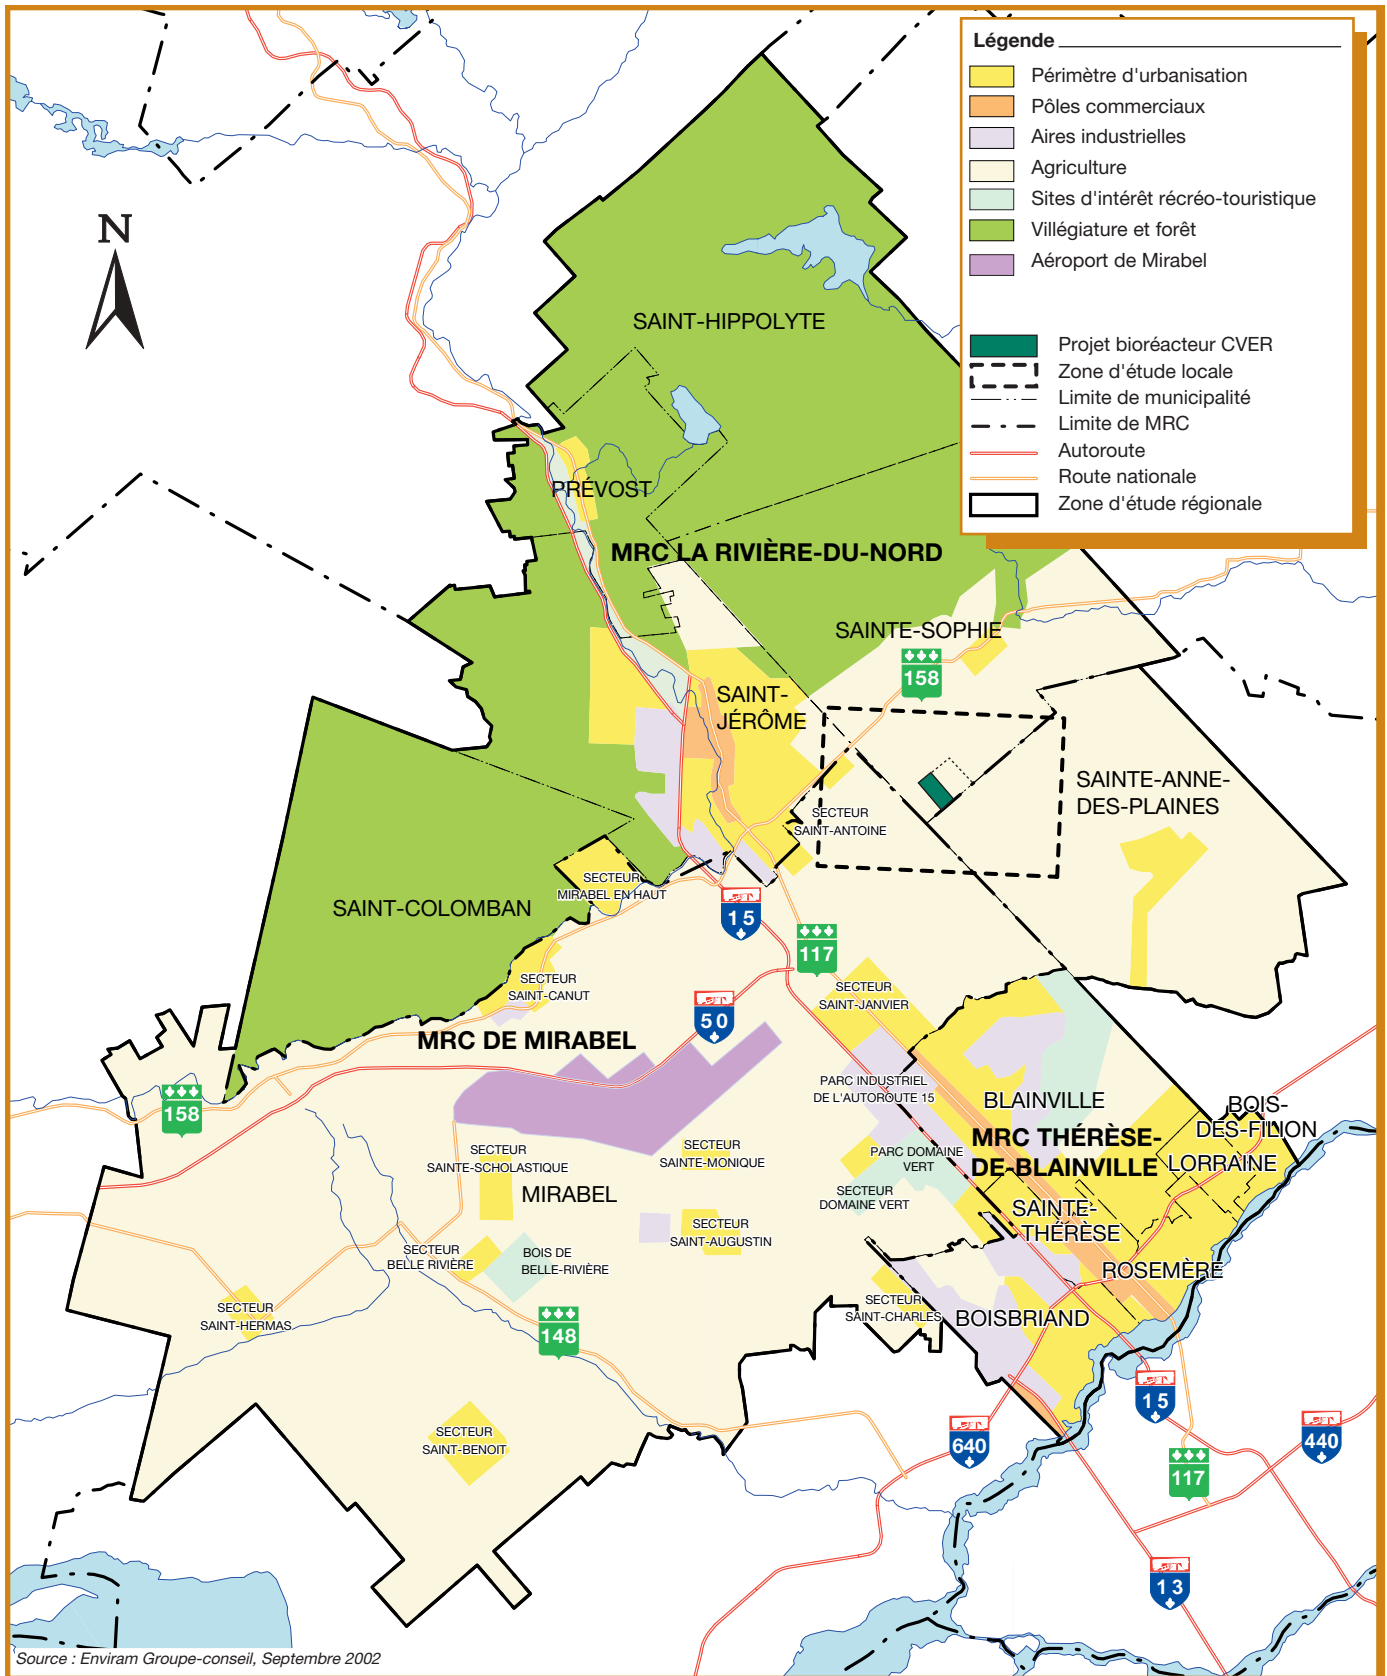 Légende
Périmètre d'urbanisation
Pôles commerciaux
Aires industrielles
Agriculture
Sites d'intérêt récréo-touristique
Villégiature et forêt
Aéroport de Mirabel
Projet bioréacteur CVER
Zone d'étude locale
Limite de municipalité
Limite de MRC
Autoroute
Route nationale
Zone d'étude régionale
N
SAINT-HIPPOLYTE
PRÉVOST
MRC LA RIVIÈRE-DU-NORD
SAINTE-SOPHIE
158
SAINT-
JÉRÔME
SAINTE-ANNE-
DES-PLAINES
SECTEUR
SAINT-ANTOINE
SECTEUR
MIRABEL EN HAUT
SAINT-COLOMBAN
15
117
SECTEUR
SAINT-CANUT
SECTEUR
SAINT-JANVIER
50
MRC DE MIRABEL
158
PARC INDUSTRIEL
DE L'AUTOROUTE 15
BLAINVILLE
BOIS-
DES-FILION
MRC THÉRÈSE-
DE-BLAINVILLE
LORRAINE
SECTEUR
SAINTE-SCHOLASTIQUE
SECTEUR
SAINTE-MONIQUE
PARC DOMAINE
VERT
MIRABEL
SECTEUR
DOMAINE VERT
SAINTE-
THÉRÈSE
SECTEUR
SAINT-AUGUSTIN
SECTEUR
BELLE RIVIÈRE
BOIS DE
BELLE-RIVIÈRE
ROSEMÈRE
SECTEUR
SAINT-HERMAS
SECTEUR
SAINT-CHARLES
BOISBRIAND
148
15
SECTEUR
SAINT-BENOIT
640
440
117
13
Source : Enviram Groupe-conseil, Septembre 2002